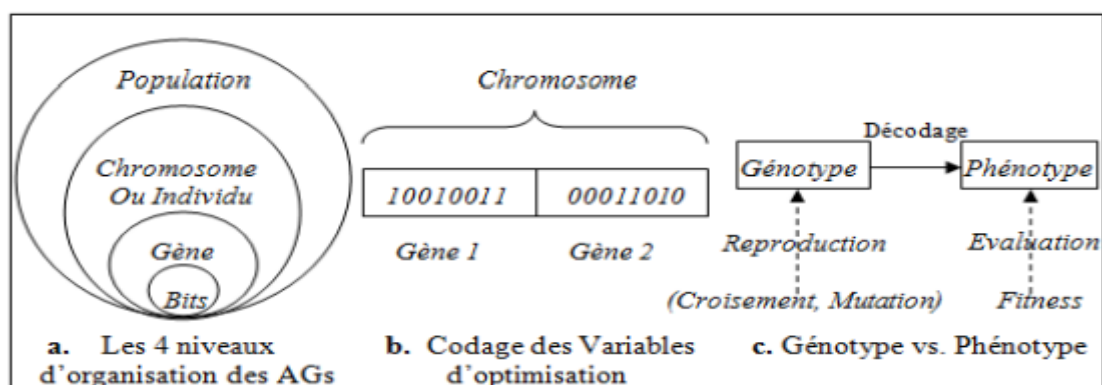 Population
Chromosome
Ou Individu
Gène
Bits
a. Les 4 niveaux
d'organisation des AGs
Chromosome
10010011 00011010
Gène 1 Gène 2
b. Codage des Variables
d'optimisation
Décodage
Génotype Phénotype
Reproduction Evaluation
(Croisement, Mutation) Fitness
c. Génotype vs. Phénotype